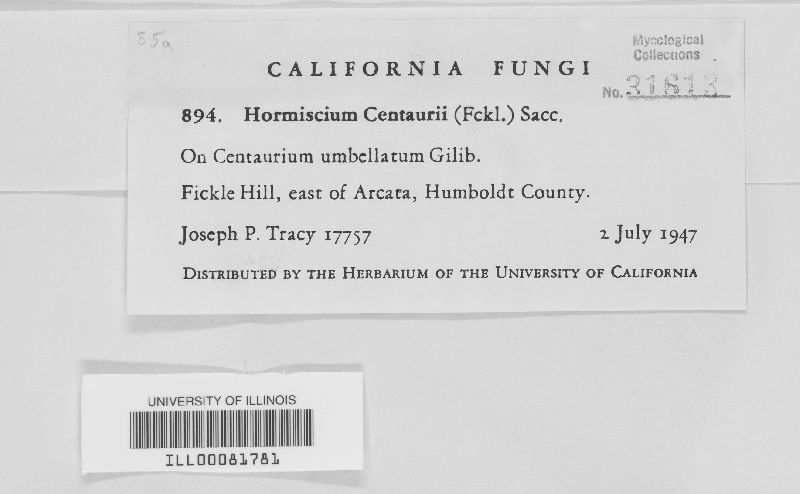 85a
Mycological
Collections
CALIFORNIA FUNGI
No. 31613
894. Hormiscium Centaurii (Fckl.) Sacc.
On Centaurium umbellatum Gilib.
Fickle Hill, east of Arcata, Humboldt County.
Joseph P. Tracy 17757 2 July 1947
DISTRIBUTED BY THE HERBARIUM OF THE UNIVERSITY OF CALIFORNIA
UNIVERSITY OF ILLINOIS
ILL00081781